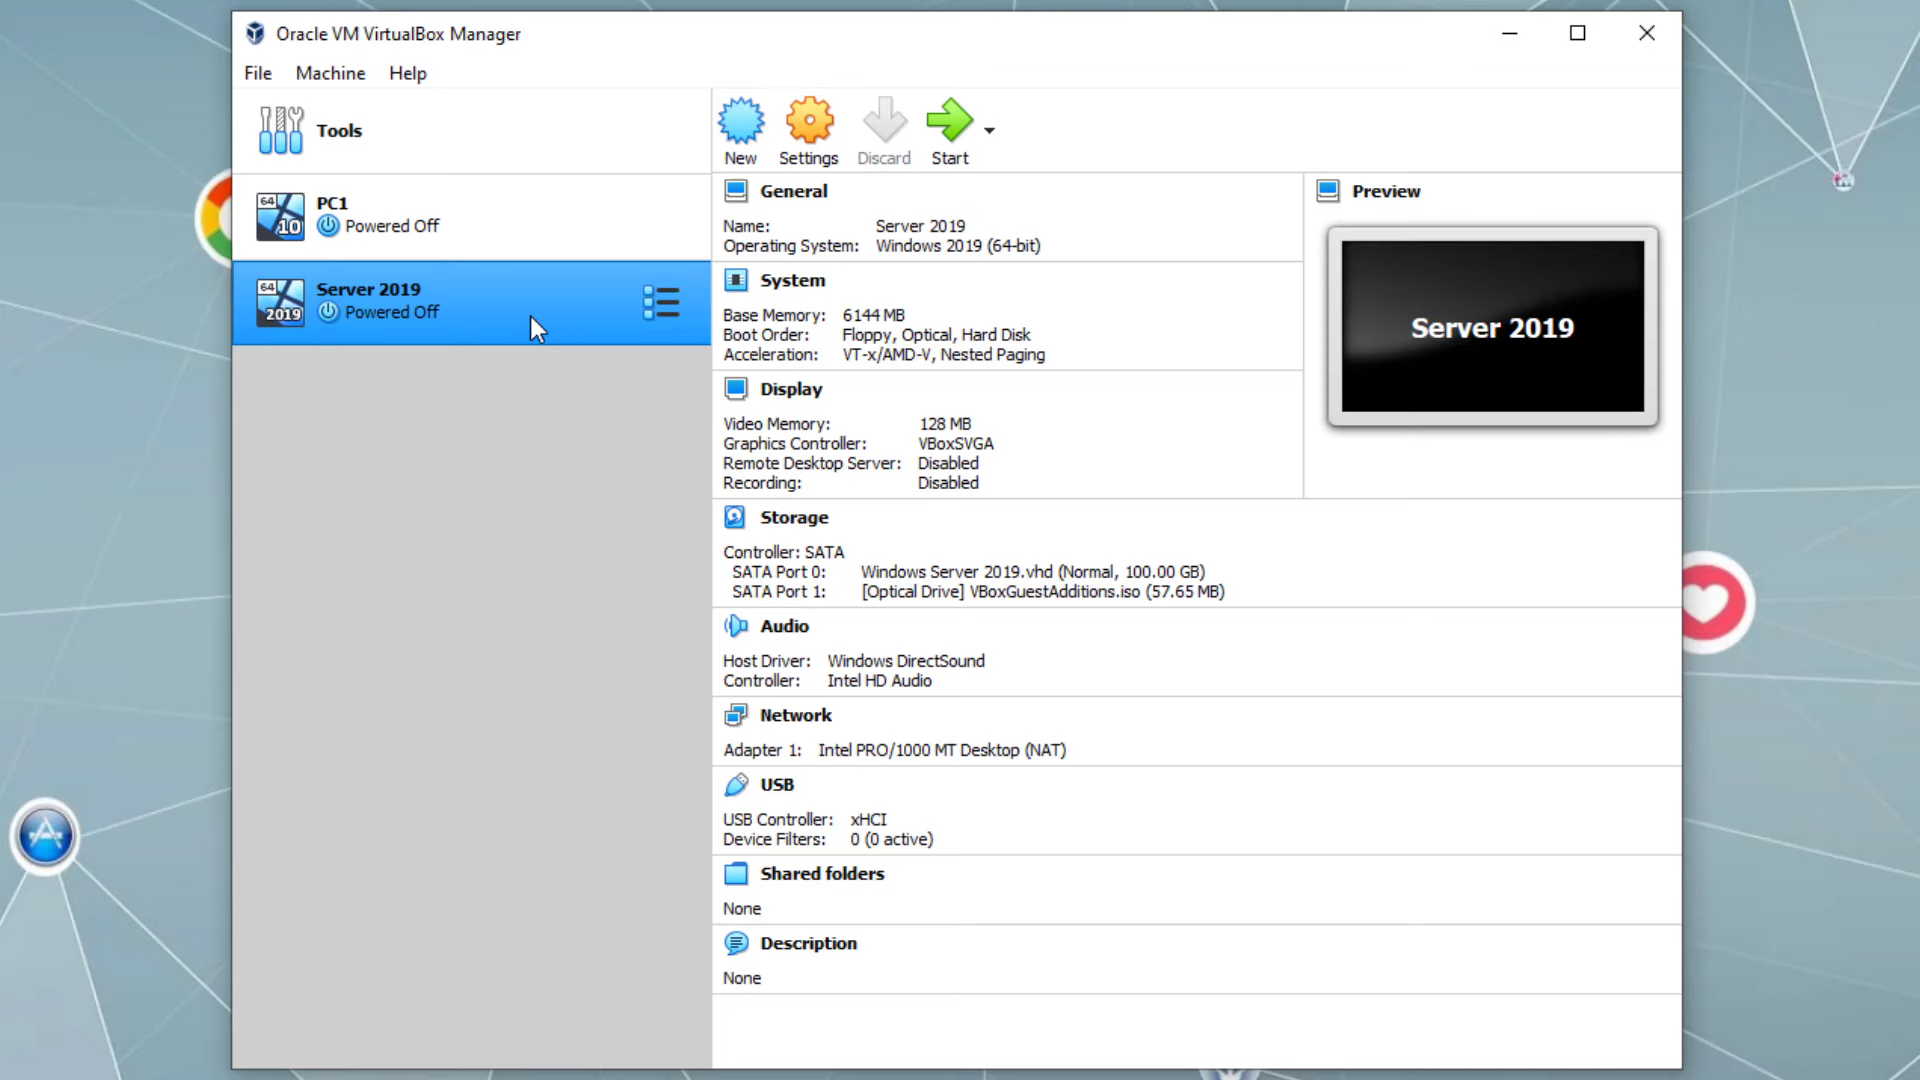 Oracle VM VirtualBox Manager
File Machine Help
Tools
New Settings Discard Start
64 10 PC1
Powered Off
64 2019 Server 2019
Powered Off
General
Name: Server 2019
Operating System: Windows 2019 (64-bit)
System
Base Memory: 6144 MB
Boot Order: Floppy, Optical, Hard Disk
Acceleration: VT-x/AMD-V, Nested Paging
Display
Video Memory: 128 MB
Graphics Controller: VBoxSVGA
Remote Desktop Server: Disabled
Recording: Disabled
Preview
Server 2019
Storage
Controller: SATA
SATA Port 0: Windows Server 2019.vhd (Normal, 100.00 GB)
SATA Port 1: [Optical Drive] VBoxGuestAdditions.iso (57.65 MB)
Audio
Host Driver: Windows DirectSound
Controller: Intel HD Audio
Network
Adapter 1: Intel PRO/1000 MT Desktop (NAT)
USB
USB Controller: xHCI
Device Filters: 0 (0 active)
Shared folders
None
Description
None